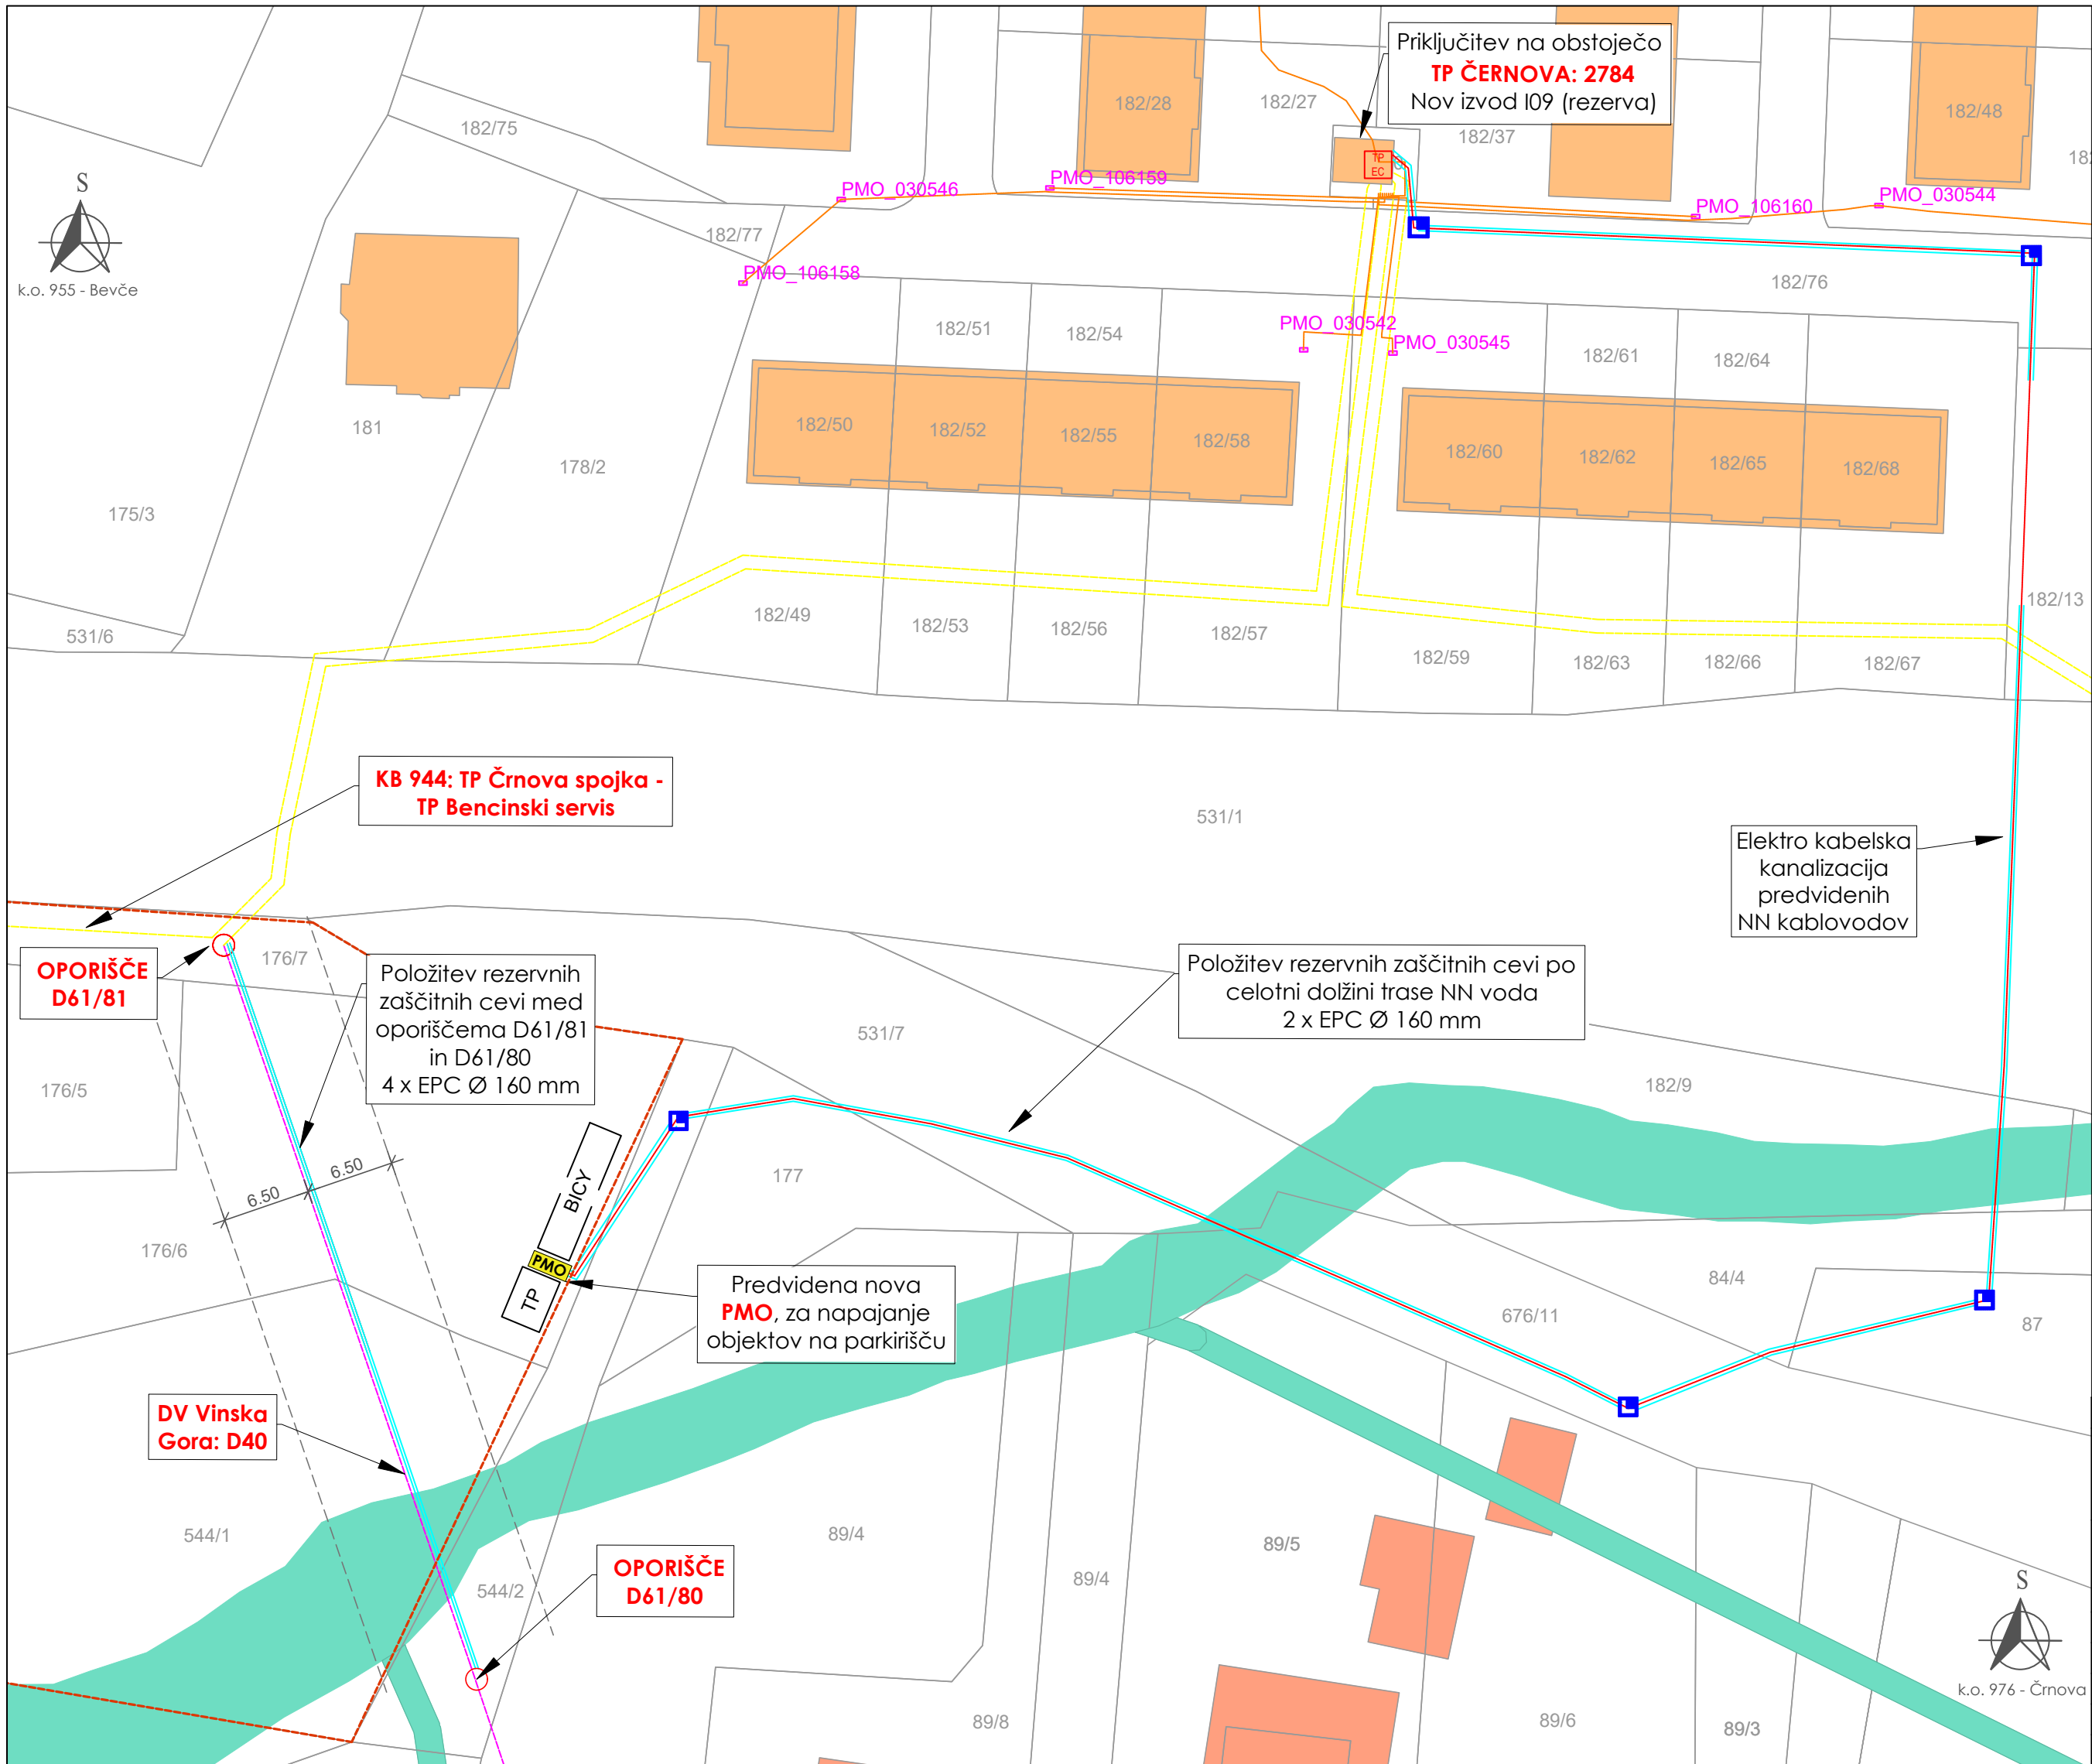 Priključitev na obstoječo
TP ČERNOVA: 2784
Nov izvod I09 (rezerva)
182/28
182/27
182/37
182/48
182/75
TP
EC
S
k.o. 955 - Bevče
PMO_030546
PMO_106159
PMO_106160
PMO_030544
182/77
PMO_106158
182/76
182/51
182/54
PMO_030542
PMO_030545
182/61
182/64
181
178/2
182/50
182/52
182/55
182/58
182/60
182/62
182/65
182/68
175/3
531/6
182/49
182/53
182/56
182/57
182/59
182/63
182/66
182/67
182/13
KB 944: TP Črnova spojka -
TP Bencinski servis
531/1
Elektro kabelska
kanalizacija
predvidenih
NN kablovodov
OPORIŠČE
D61/81
176/7
Položitev rezervnih
zaščitnih cevi med
oporiščema D61/81
in D61/80
4 x EPC Ø 160 mm
Položitev rezervnih zaščitnih cevi po
celotni dolžini trase NN voda
2 x EPC Ø 160 mm
531/7
182/9
176/5
6.50
6.50
BICY
177
176/6
PMO
TP
Predvidena nova
PMO, za napajanje
objektov na parkirišču
84/4
676/11
87
DV Vinska
Gora: D40
544/1
89/4
89/5
OPORIŠČE
D61/80
544/2
89/4
S
k.o. 976 - Črnova
89/8
89/6
89/3